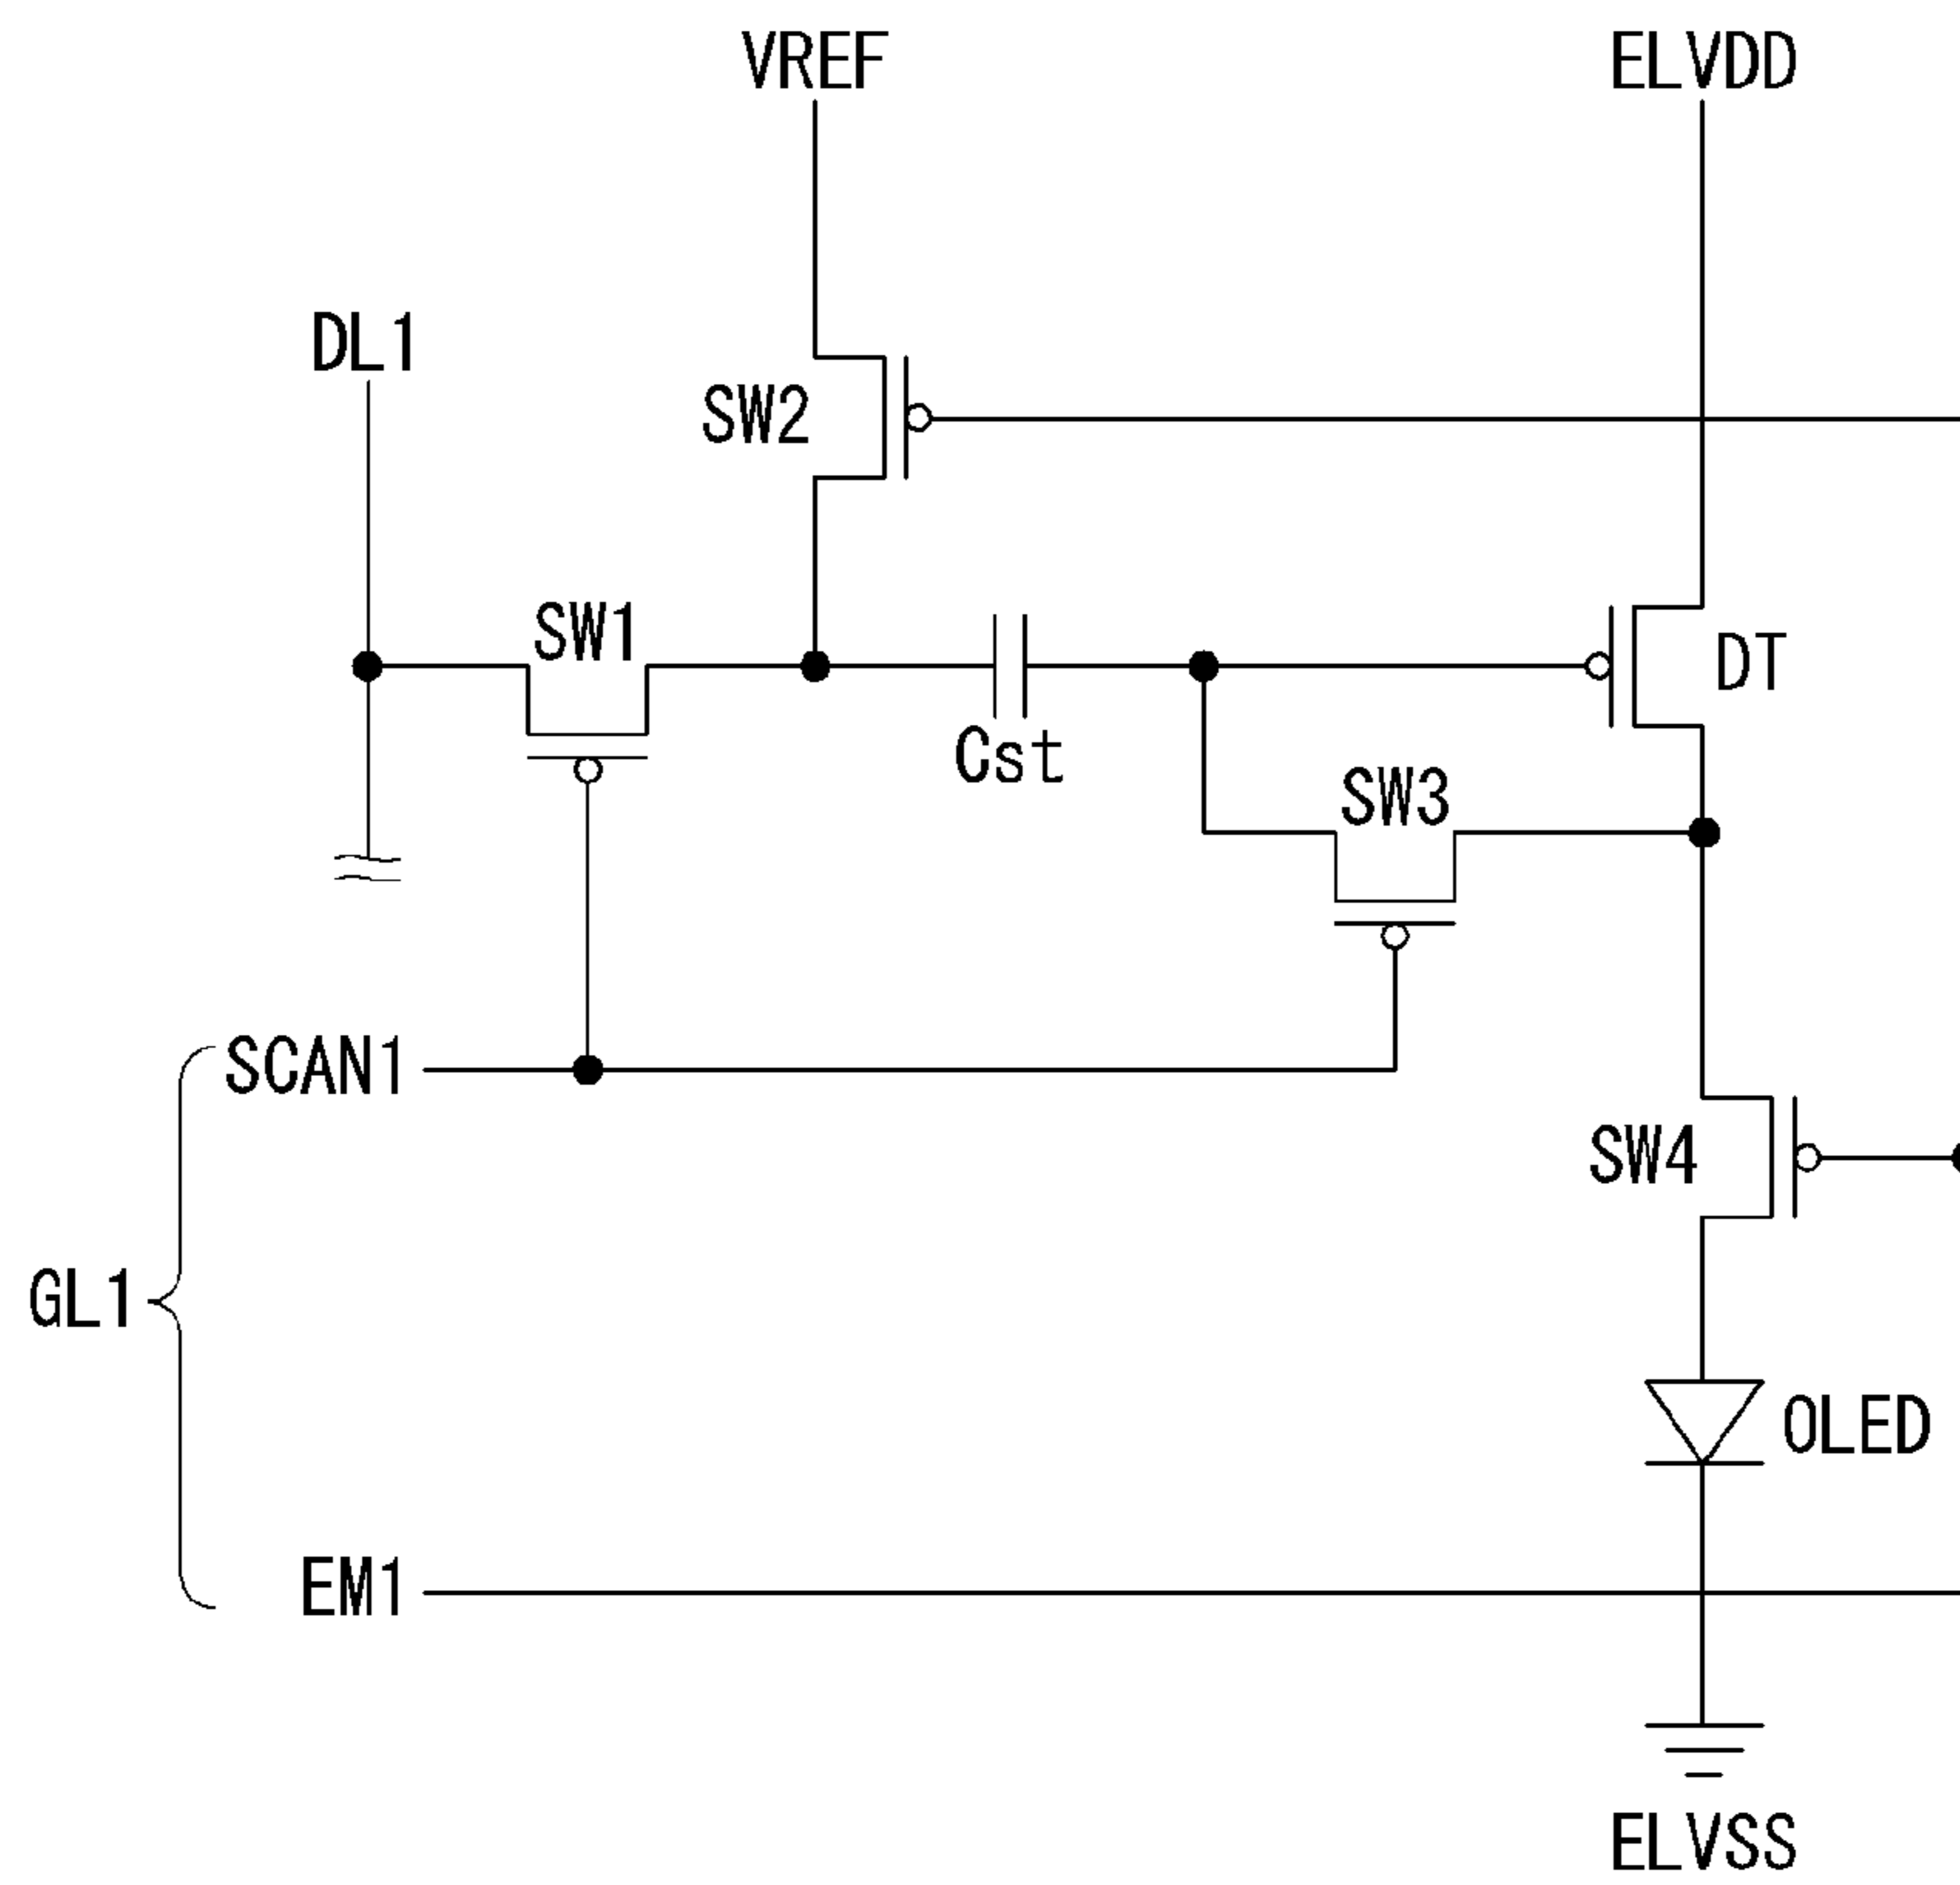 VREF
ELVDD
DL1
SW2
SW1
DT
Cst
SW3
SCAN1
SW4
GL1
OLED
EM1
ELVSS